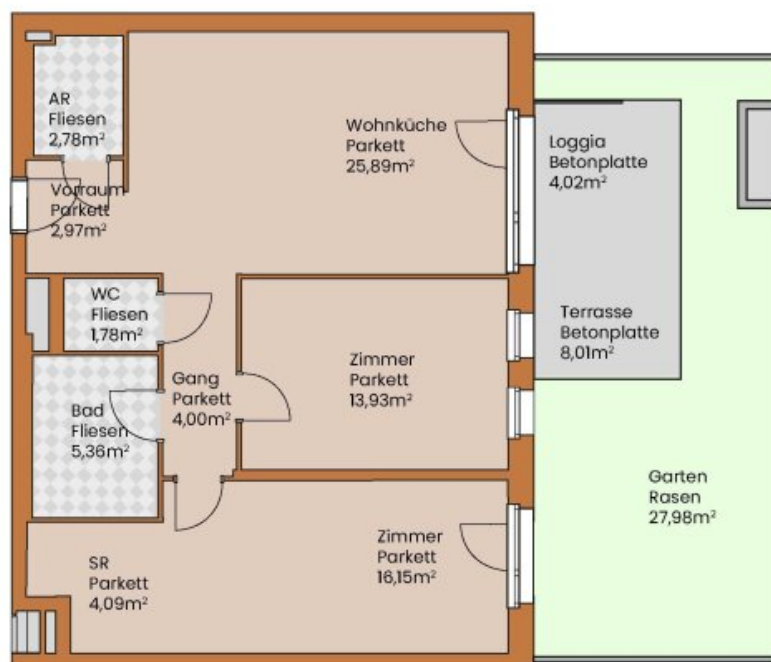 AR
Fliesen
2,78m²
Wohnküche
Parkett
25,89m²
Loggia
Betonplatte
4,02m²
Vorraum
Parkett
2,97m²
WC
Fliesen
1,78m²
Terrasse
Betonplatte
8,01m²
Zimmer
Parkett
13,93m²
Gang
Parkett
4,00m²
Bad
Fliesen
5,36m²
Garten
Rasen
27,98m²
Zimmer
Parkett
16,15m²
SR
Parkett
4,09m²